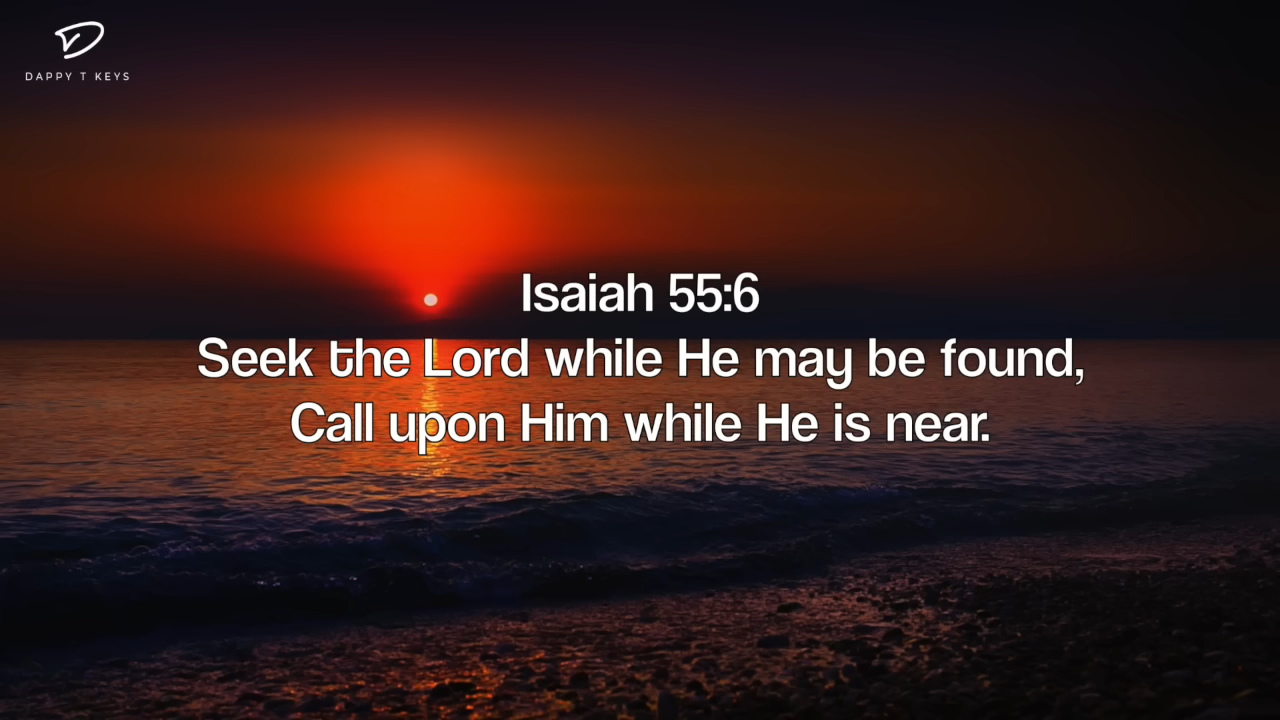 DAPPY T KEYS
Isaiah 55:6
Seek the Lord while He may be found,
Call upon Him while He is near.